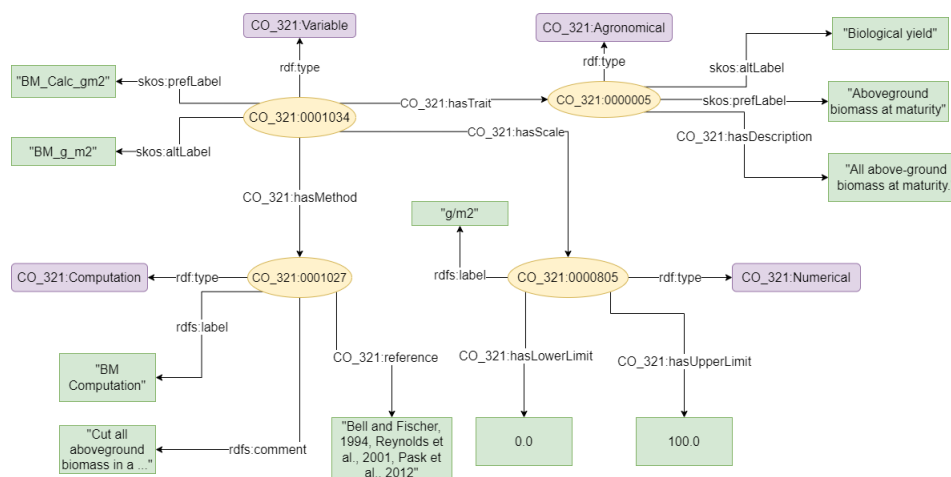 CO_321:Variable
CO_321:Agronomical
"Biological yield"
rdf:type
rdf:type
skos:altLabel
"BM_Calc_gm2"
skos:prefLabel
CO_321:hasTrait
CO_321:0000005
skos:prefLabel
"Aboveground
biomass at maturity"
CO_321:0001034
CO_321:hasScale
CO_321:hasDescription
"BM_g_m2"
skos:altLabel
"All above-ground
biomass at maturity.
CO_321:hasMethod
"g/m2"
CO_321:Computation
rdf:type
CO_321:0001027
rdfs:label
CO_321:0000805
rdf:type
CO_321:Numerical
rdfs:label
CO_321:reference
CO_321:hasLowerLimit
CO_321:hasUpperLimit
"BM
Computation"
"Cut all
aboveground
biomass in a ..."
rdfs:comment
"Bell and Fischer,
1994, Reynolds et
al., 2001, Pask et
al., 2012"
0.0
100.0